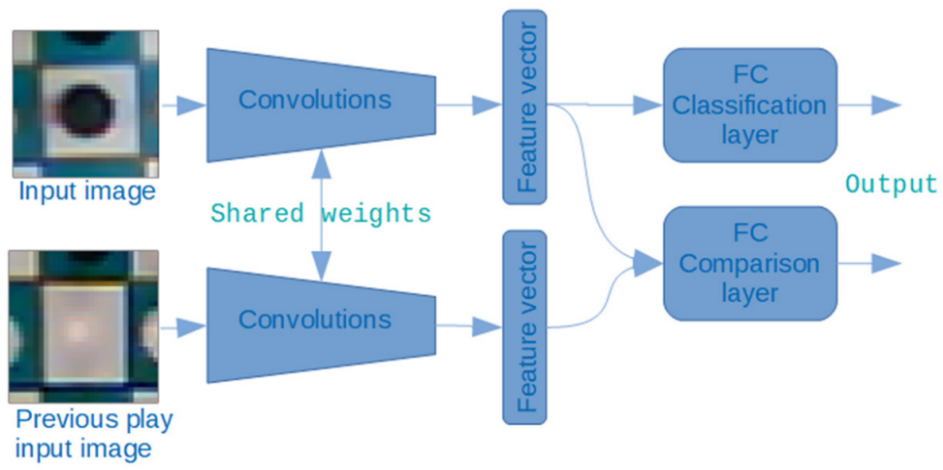 Input image
Convolutions
Feature vector
FC
Classification
layer
Shared weights
Output
Previous play
input image
Convolutions
Feature vector
FC
Comparison
layer